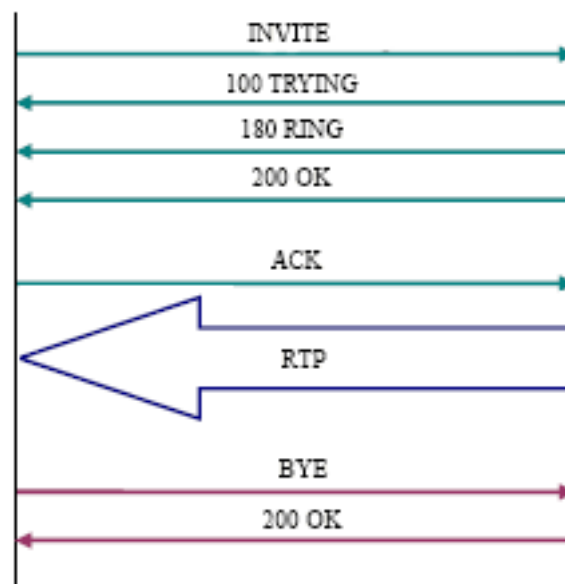 INVITE
100 TRYING
180 RING
200 OK
ACK
RTP
BYE
200 OK